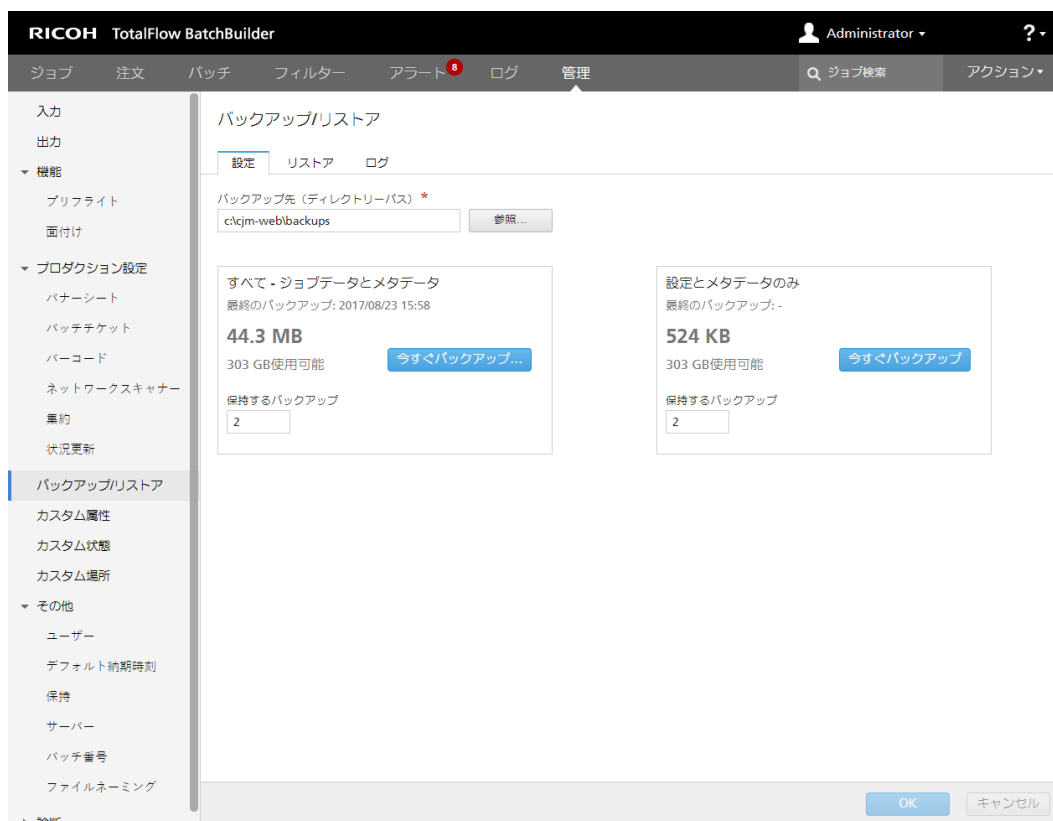 RICOH TotalFlow BatchBuilder
Administrator
?
ジョブ 注文 バッチ フィルター アラート 8 ログ 管理
ジョブ検索
アクション
入力
出力
機能
プリフライト
面付け
プロダクション設定
バナーシート
バッチチケット
バーコード
ネットワークスキャナー
集約
状況更新
バックアップ/リストア
カスタム属性
カスタム状態
カスタム場所
その他
ユーザー
デフォルト納期時刻
保持
サーバー
バッチ番号
ファイルネーミング
診断
バックアップ/リストア
設定 リストア ログ
バックアップ先（ディレクトリーパス）*
c:\cjm-web\backups
参照...
すべて - ジョブデータとメタデータ
最終のバックアップ: 2017/08/23 15:58
44.3 MB
303 GB使用可能
今すぐバックアップ...
保持するバックアップ
2
設定とメタデータのみ
最終のバックアップ: -
524 KB
303 GB使用可能
今すぐバックアップ
保持するバックアップ
2
OK
キャンセル